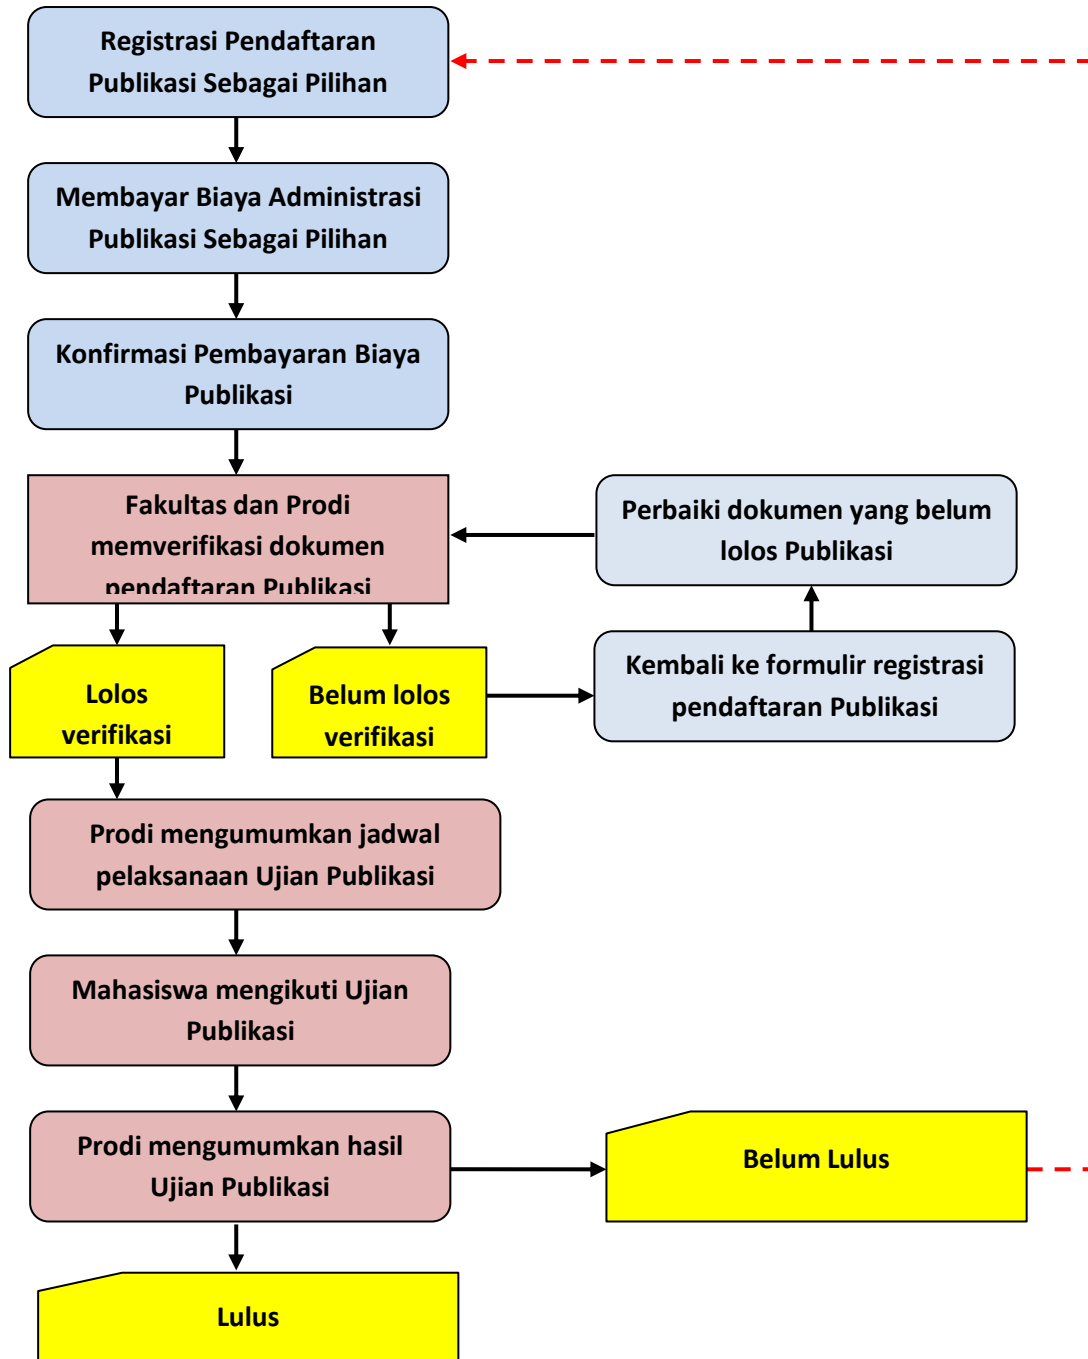 Registrasi Pendaftaran
Publikasi Sebagai Pilihan
Membayar Biaya Administrasi
Publikasi Sebagai Pilihan
Konfirmasi Pembayaran Biaya
Publikasi
Fakultas dan Prodi
memverifikasi dokumen
pendaftaran Publikasi
Perbaiki dokumen yang belum
lolos Publikasi
Kembali ke formulir registrasi
pendaftaran Publikasi
Lolos
verifikasi
Belum lolos
verifikasi
Prodi mengumumkan jadwal
pelaksanaan Ujian Publikasi
Mahasiswa mengikuti Ujian
Publikasi
Prodi mengumumkan hasil
Ujian Publikasi
Belum Lulus
Lulus